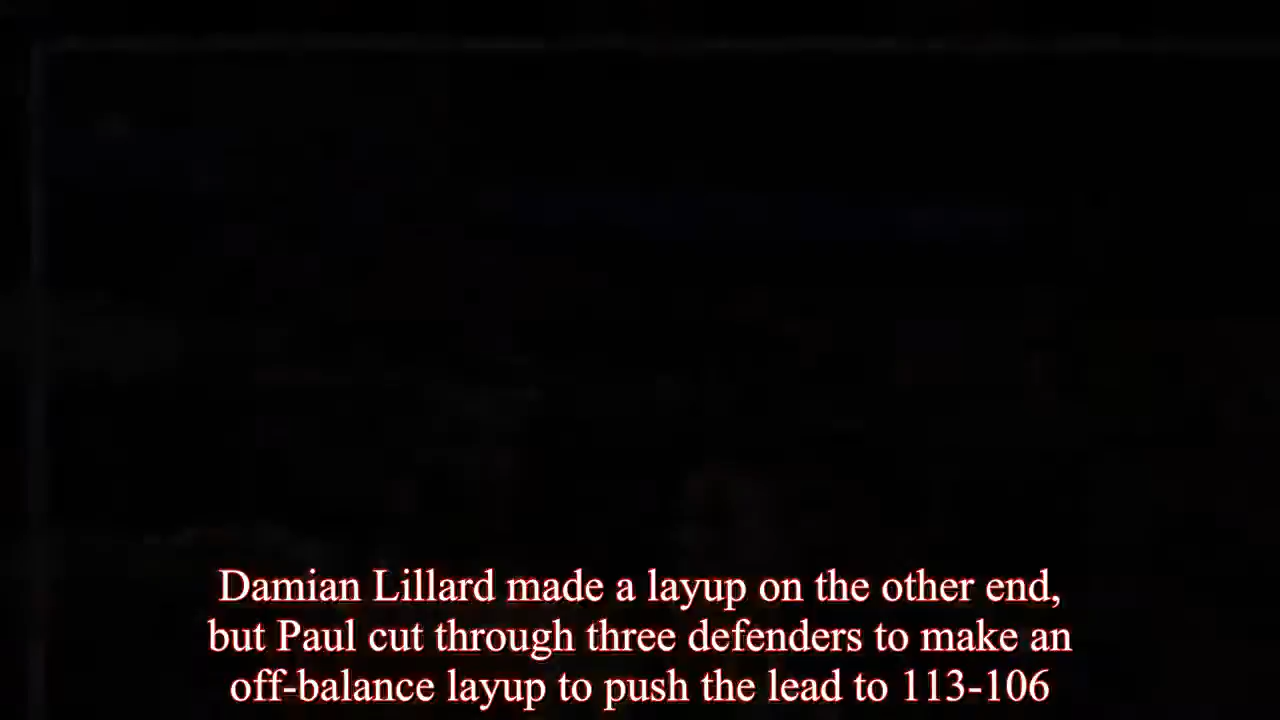 Damian Lillard made a layup on the other end,
but Paul cut through three defenders to make an
off-balance layup to push the lead to 113-106